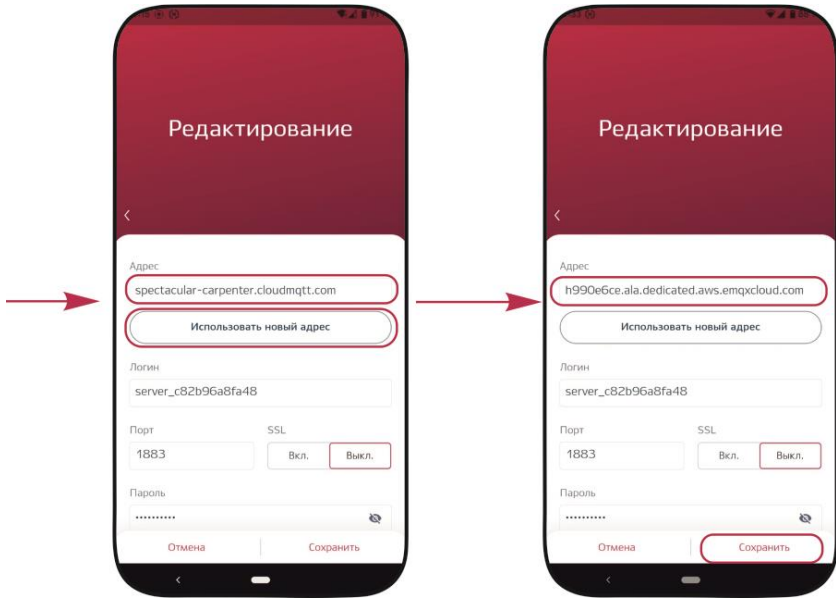 Редактирование
Адрес
spectacular-carpenter.cloudmqtt.com
Использовать новый адрес
Логин
server_c82b96a8fa48
Порт
SSL
1883
Вкл.
Выкл.
Пароль
••••••••••
Отмена
Сохранить
Редактирование
Адрес
h990e6ce.ala.dedicated.aws.emqxcloud.com
Использовать новый адрес
Логин
server_c82b96a8fa48
Порт
SSL
1883
Вкл.
Выкл.
Пароль
••••••••••
Отмена
Сохранить